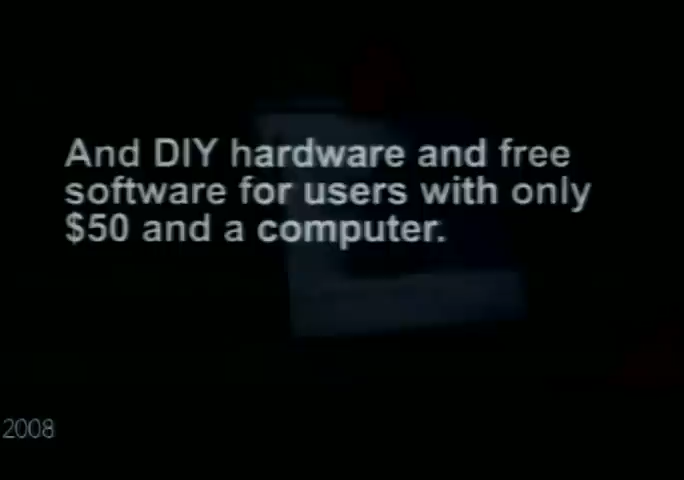 And DIY hardware and free
software for users with only
$50 and a computer.
2008